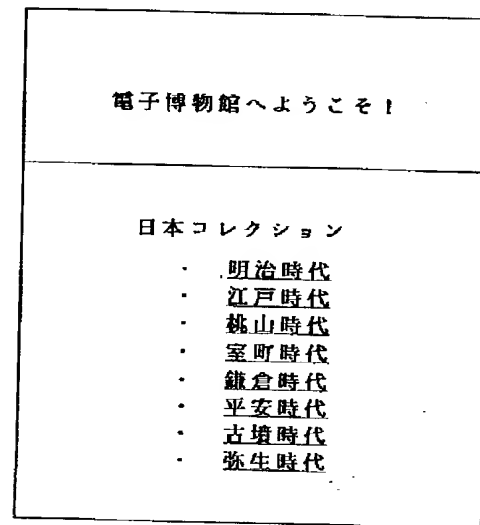 電子博物館へようこそ！
日本コレクション
・ 明治時代
・ 江戸時代
・ 桃山時代
・ 室町時代
・ 鎌倉時代
・ 平安時代
・ 古墳時代
・ 弥生時代